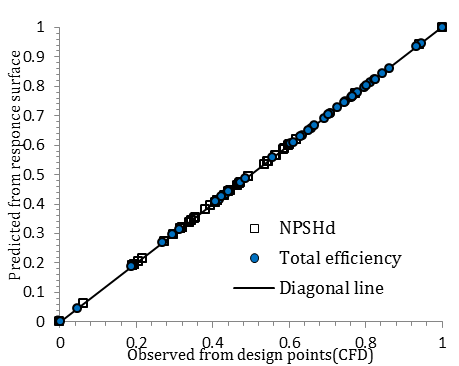 1
0.9
0.8
0.7
0.6
0.5
0.4
0.3
0.2
0.1
0
Predicted from responce surface
NPSHd
Total efficiency
Diagonal line
0 0.2 0.4 0.6 0.8 1
Observed from design points(CFD)